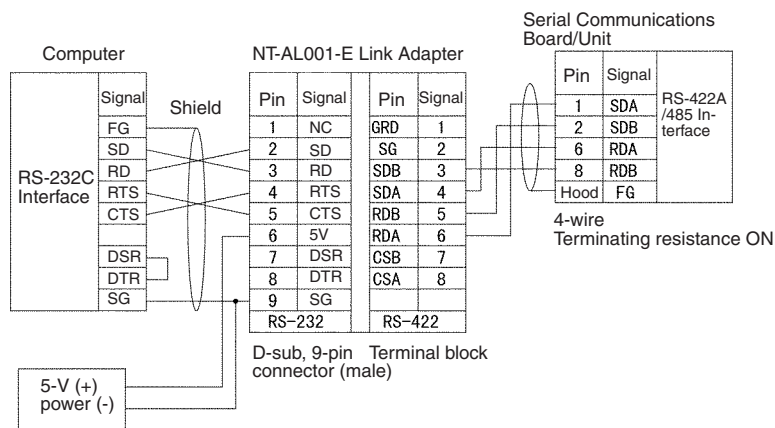 Serial Communications
Board/Unit
Computer
NT-AL001-E Link Adapter
Shield
RS-232C
Interface
Signal
FG
SD
RD
RTS
CTS
DSR
DTR
SG
Pin Signal Pin Signal
1 NC GRD 1
2 SD SG 2
3 RD SDB 3
4 RTS SDA 4
5 CTS RDB 5
6 5V RDA 6
7 DSR CSB 7
8 DTR CSA 8
9 SG
RS-232 RS-422
D-sub, 9-pin
connector (male)
Terminal block
Pin Signal
1 SDA
2 SDB
6 RDA
8 RDB
Hood FG
RS-422A
/485 In-
terface
4-wire
Terminating resistance ON
5-V (+)
power (-)